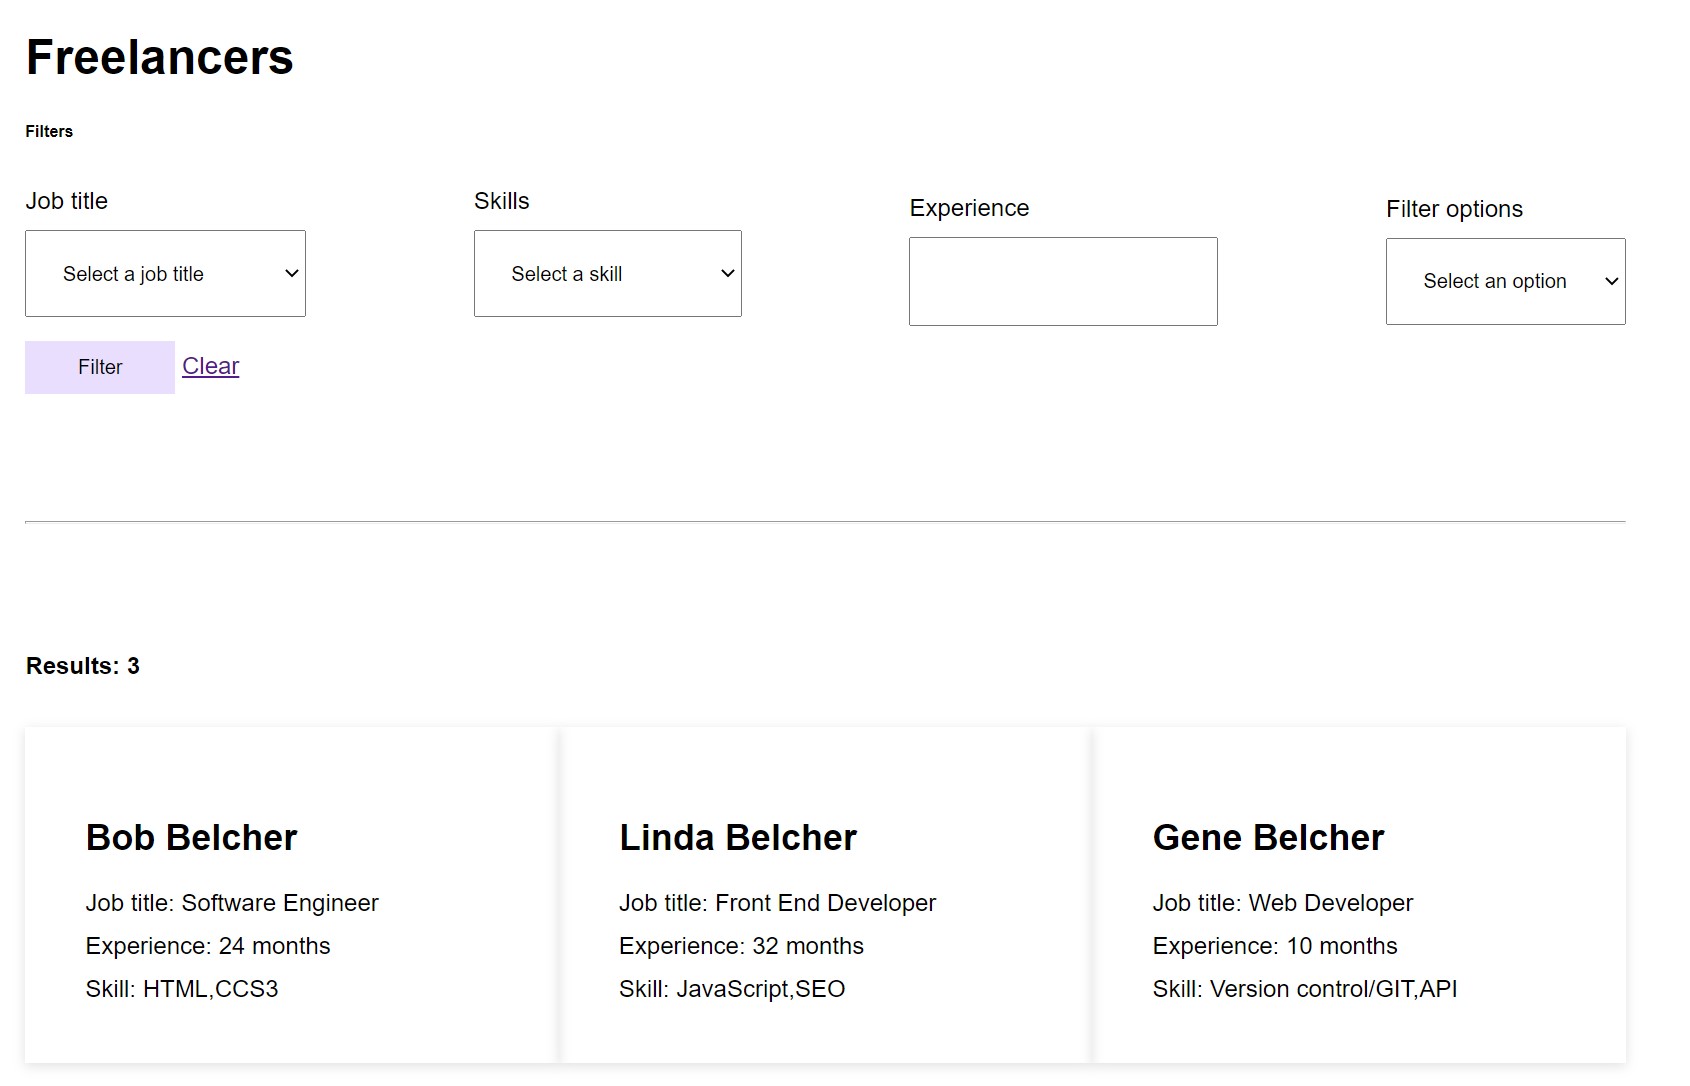 Freelancers
Filters
Job title
Skills
Experience
Filter options
Select a job title
Select a skill
Select an option
Filter
Clear
Results: 3
Bob Belcher
Job title: Software Engineer
Experience: 24 months
Skill: HTML,CCS3
Linda Belcher
Job title: Front End Developer
Experience: 32 months
Skill: JavaScript,SEO
Gene Belcher
Job title: Web Developer
Experience: 10 months
Skill: Version control/GIT,API